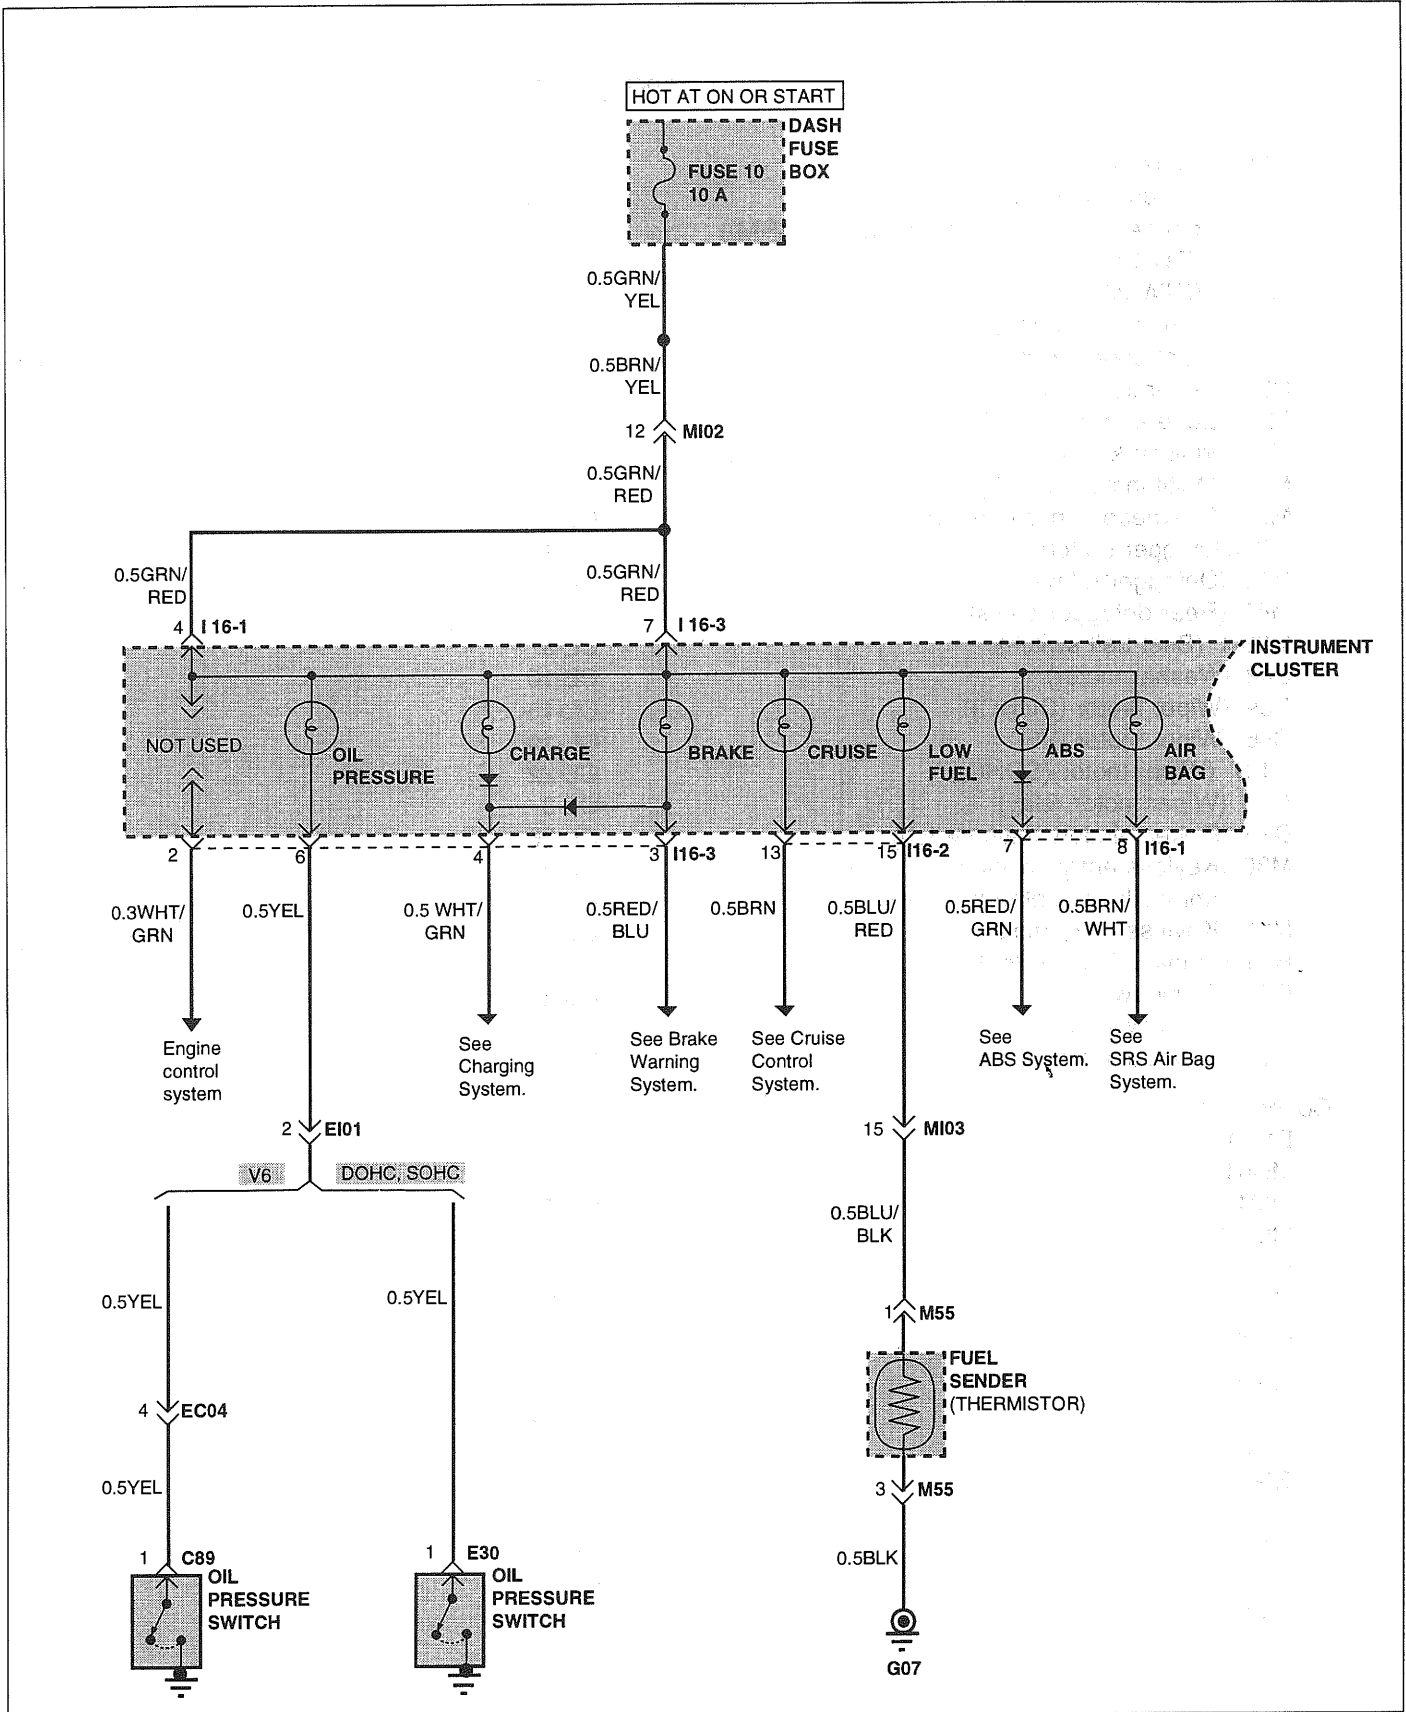 HOT AT ON OR START
DASH
FUSE
BOX
FUSE 10
10 A
0.5GRN/
YEL
0.5BRN/
YEL
12 MI02
0.5GRN/
RED
0.5GRN/
RED
0.5GRN/
RED
4 I 16-1
7 I 16-3
INSTRUMENT
CLUSTER
NOT USED
OIL
PRESSURE
CHARGE
BRAKE
CRUISE
LOW
FUEL
ABS
AIR
BAG
2 6 4 3 I16-3 13 15 I16-2 7 8 I16-1
0.3WHT/
GRN
0.5YEL
0.5 WHT/
GRN
0.5RED/
BLU
0.5BRN
0.5BLU/
RED
0.5RED/
GRN
0.5BRN/
WHT
Engine
control
system
See
Charging
System.
See Brake
Warning
System.
See Cruise
Control
System.
See
ABS System.
See
SRS Air Bag
System.
2 EI01
15 MI03
V6
DOHC, SOHC
0.5BLU/
BLK
0.5YEL
0.5YEL
1 M55
FUEL
SENDER
(THERMISTOR)
4 EC04
0.5YEL
3 M55
0.5BLK
1 C89
OIL
PRESSURE
SWITCH
1 E30
OIL
PRESSURE
SWITCH
G07